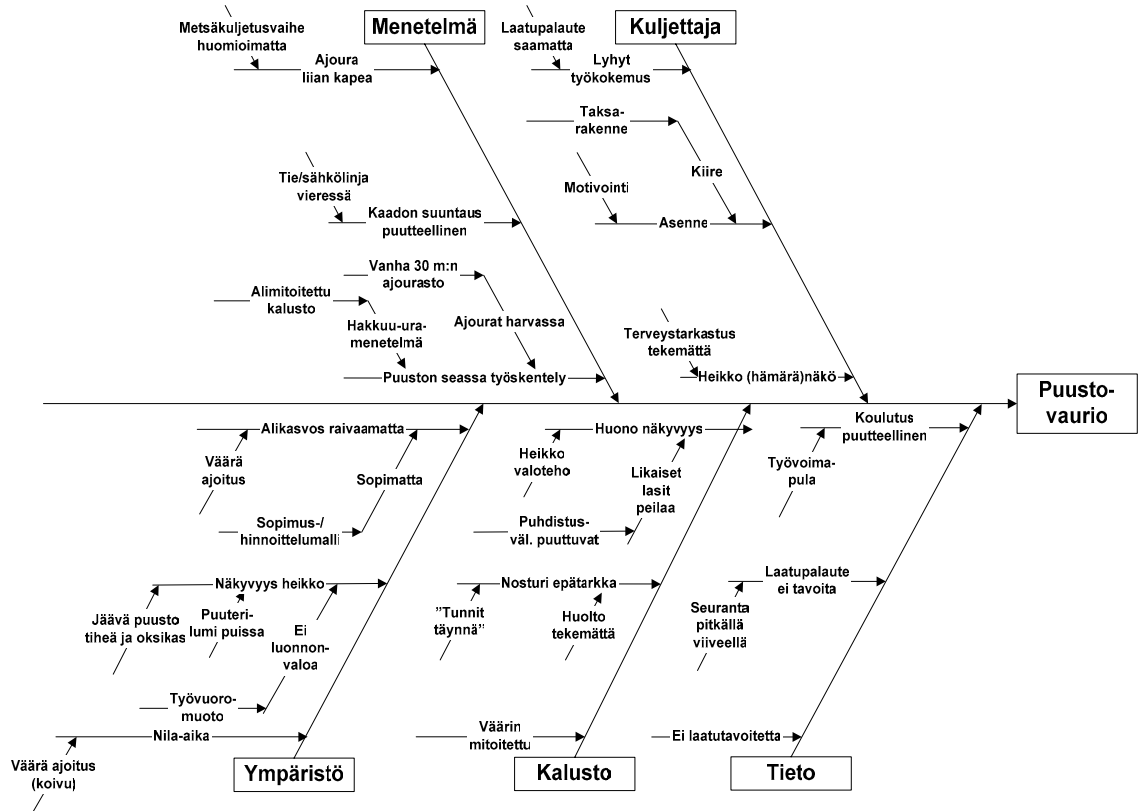 Metsäkuljetusvaihe
huomioimatta
Menetelmä
Ajoura
liian kapea
Laatupalaute
saamatta
Kuljettaja
Lyhyt
työkokemus
Taksa-
rakenne
Kiire
Motivointi
Asenne
Tie/sähkölinja
vieressä
Kaadon suuntaus
puutteellinen
Vanha 30 m:n
ajourasto
Alimitoitettu
kalusto
Hakkuu-ura-
menetelmä
Ajourat harvassa
Puuston seassa työskentely
Terveystarkastus
tekemättä
Heikko (hämärä)näkö
Puusto-
vaurio
Alikasvos raivaamatta
Väärä
ajoitus
Sopimatta
Sopimus-/
hinnoittelumalli
Huono näkyvyys
Heikko
valoteho
Likaiset
lasit
peilaa
Puhdistus-
väl. puuttuvat
Koulutus
puutteellinen
Työvoima-
pula
Näkyvyys heikko
Jäävä puusto
tiheä ja oksikas
Puuteri-
lumi puissa
Ei
luonnon-
valoa
Työvuoro-
muoto
Nila-aika
Väärä ajoitus
(koivu)
Ympäristö
Nosturi epätarkka
”Tunnit
täynnä”
Huolto
tekemättä
Väärin
mitoitettu
Kalusto
Laatupalaute
ei tavoita
Seuranta
pitkällä
viiveellä
Ei laatutavoitetta
Tieto